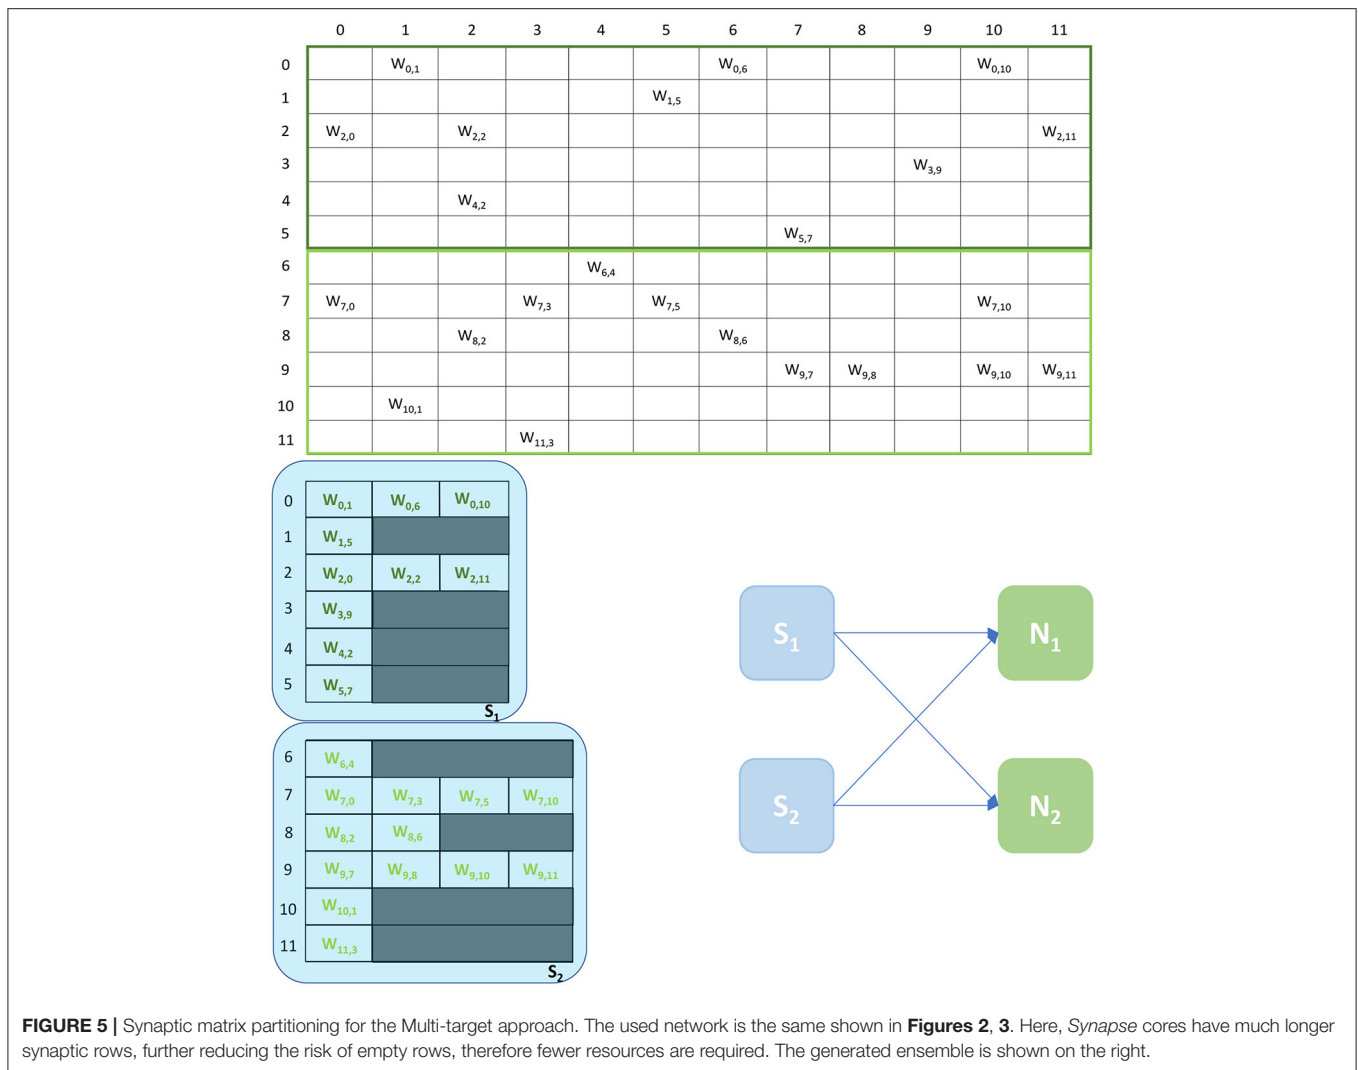 0 1 2 3 4 5 6 7 8 9 10 11
0 W0,1 W0,6 W0,10
1 W1,5
2 W2,0 W2,2 W2,11
3 W3,9
4 W4,2
5 W5,7
6 W6,4
7 W7,0 W7,3 W7,5 W7,10
8 W8,2 W8,6
9 W9,7 W9,8 W9,10 W9,11
10 W10,1
11 W11,3
0 W0,1 W0,6 W0,10
1 W1,5
2 W2,0 W2,2 W2,11
3 W3,9
4 W4,2
5 W5,7
S1
6 W6,4
7 W7,0 W7,3 W7,5 W7,10
8 W8,2 W8,6
9 W9,7 W9,8 W9,10 W9,11
10 W10,1
11 W11,3
S2
S1 N1
S2 N2
FIGURE 5 | Synaptic matrix partitioning for the Multi-target approach. The used network is the same shown in Figures 2, 3. Here, Synapse cores have much longer
synaptic rows, further reducing the risk of empty rows, therefore fewer resources are required. The generated ensemble is shown on the right.